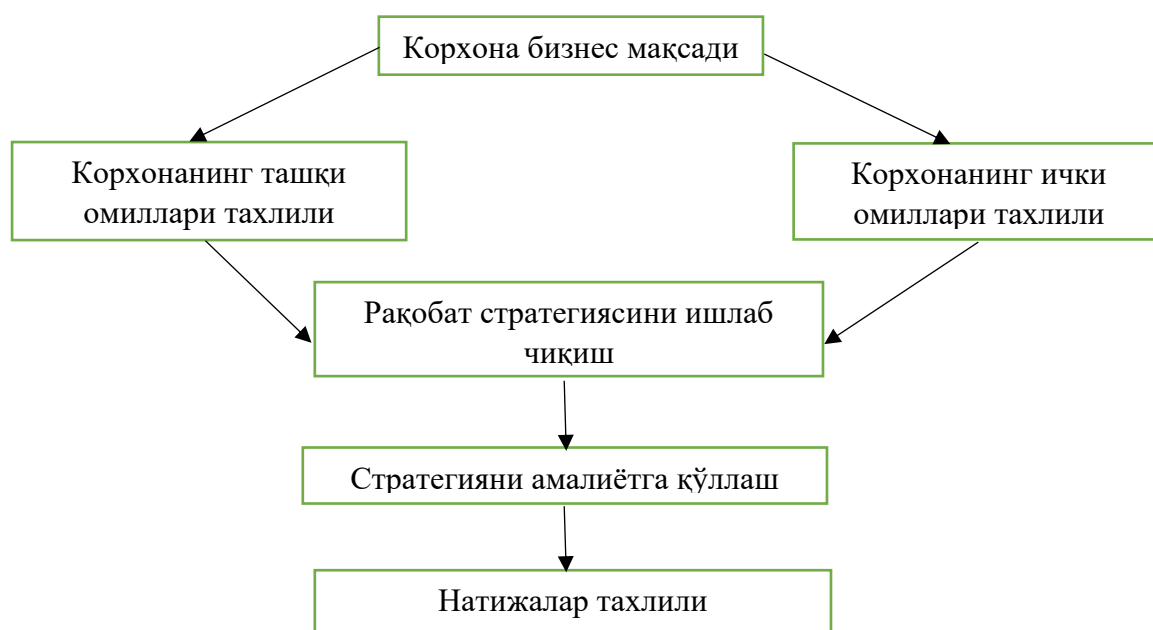 Корхона бизнес мақсади
Корхонанинг ташқи
омиллари тахлили
Корхонанинг ички
омиллари тахлили
Рақобат стратегиясини ишлаб
чиқиш
Стратегияни амалиётга қўллаш
Натижалар тахлили